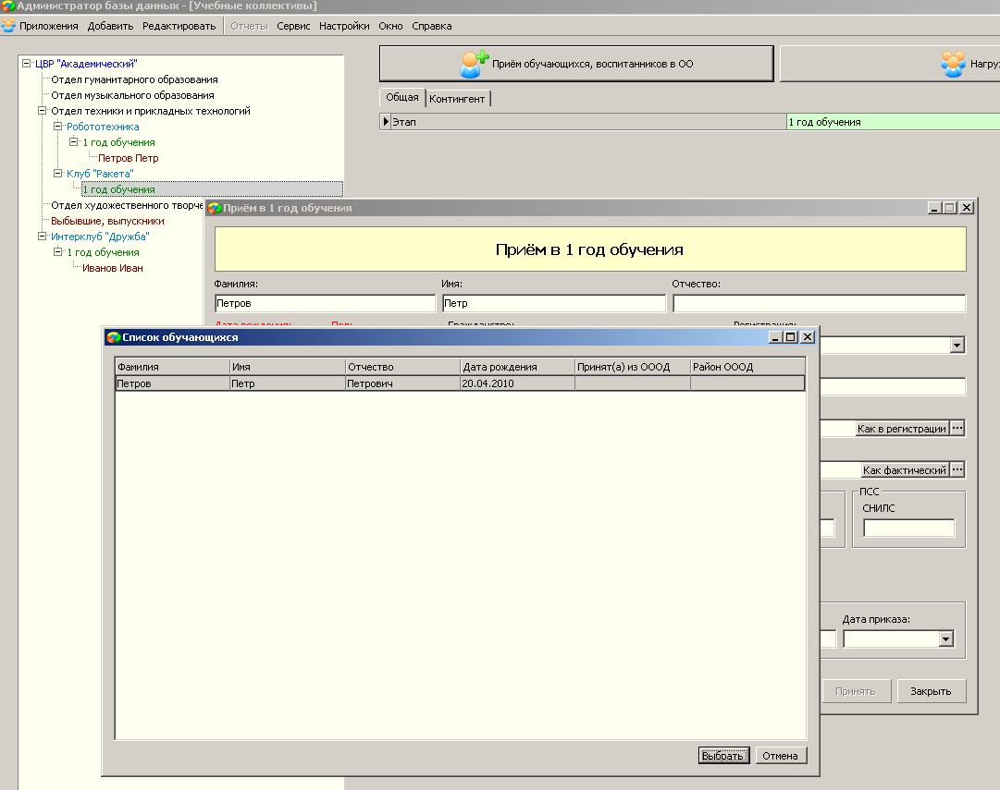 Администратор базы данных - [Учебные коллективы]
Приложения Добавить Редактировать Отчеты Сервис Настройки Окно Справка
ЦВР "Академический"
Отдел гуманитарного образования
Отдел музыкального образования
Отдел техники и прикладных технологий
Робототехника
1 год обучения
Петров Петр
Клуб "Ракета"
1 год обучения
Отдел художественного творче
Выбывшие, выпускники
Интерклуб "Дружба"
1 год обучения
Иванов Иван
Приём обучающихся, воспитанников в ОО
Нагру
Общая Контингент
Этап 1 год обучения
Приём в 1 год обучения
Приём в 1 год обучения
Фамилия: Имя: Отчество:
Петров Петр
Дата рождения: Пол: Гражданство: Регистрация:
Список обучающихся
Фамилия Имя Отчество Дата рождения Принят(а) из ОООД Район ОООД
Петров Петр Петрович 20.04.2010
Выбрать Отмена
Как в регистрации ...
Как фактический ...
ПСС
СНИЛС
Дата приказа:
Принять Закрыть